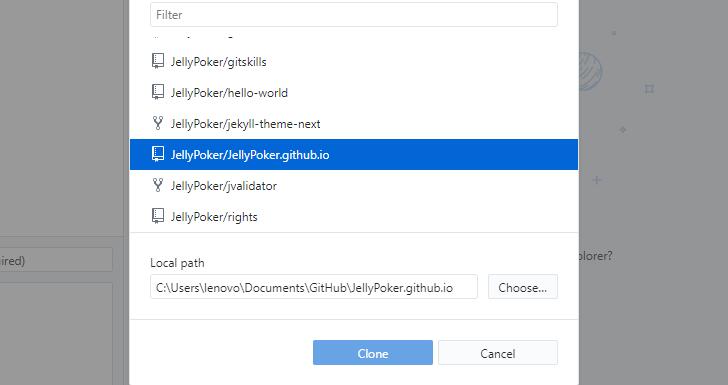 Filter
JellyPoker/gitskills
JellyPoker/hello-world
JellyPoker/jekyll-theme-next
JellyPoker/JellyPoker.github.io
JellyPoker/jvalidator
JellyPoker/rights
Local path
C:\Users\lenovo\Documents\GitHub\JellyPoker.github.io
Choose...
Clone
Cancel
ired)
plorer?